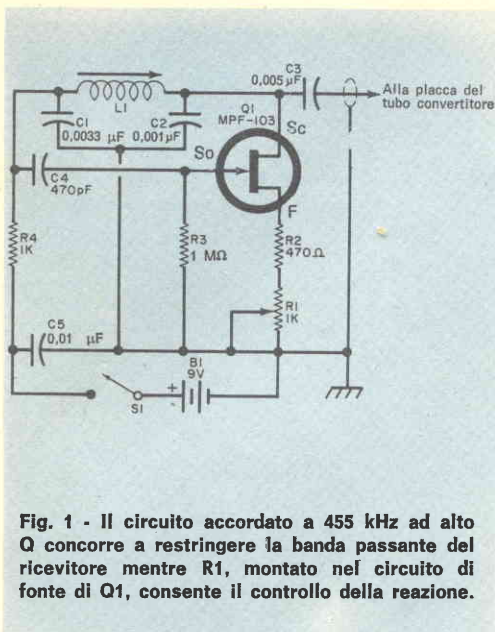 C3
0,005 µF
Alla placca del
tubo convertitore
L1
C1
0,0033 µF
C2
0,001µF
Q1
MPF-103
Sc
So
F
C4
470pF
R4
1K
R3
1 MΩ
R2
470Ω
R1
1K
C5
0,01 µF
B1
9V
+
-
S1
Fig. 1 - Il circuito accordato a 455 kHz ad alto
Q concorre a restringere la banda passante del
ricevitore mentre R1, montato nel circuito di
fonte di Q1, consente il controllo della reazione.